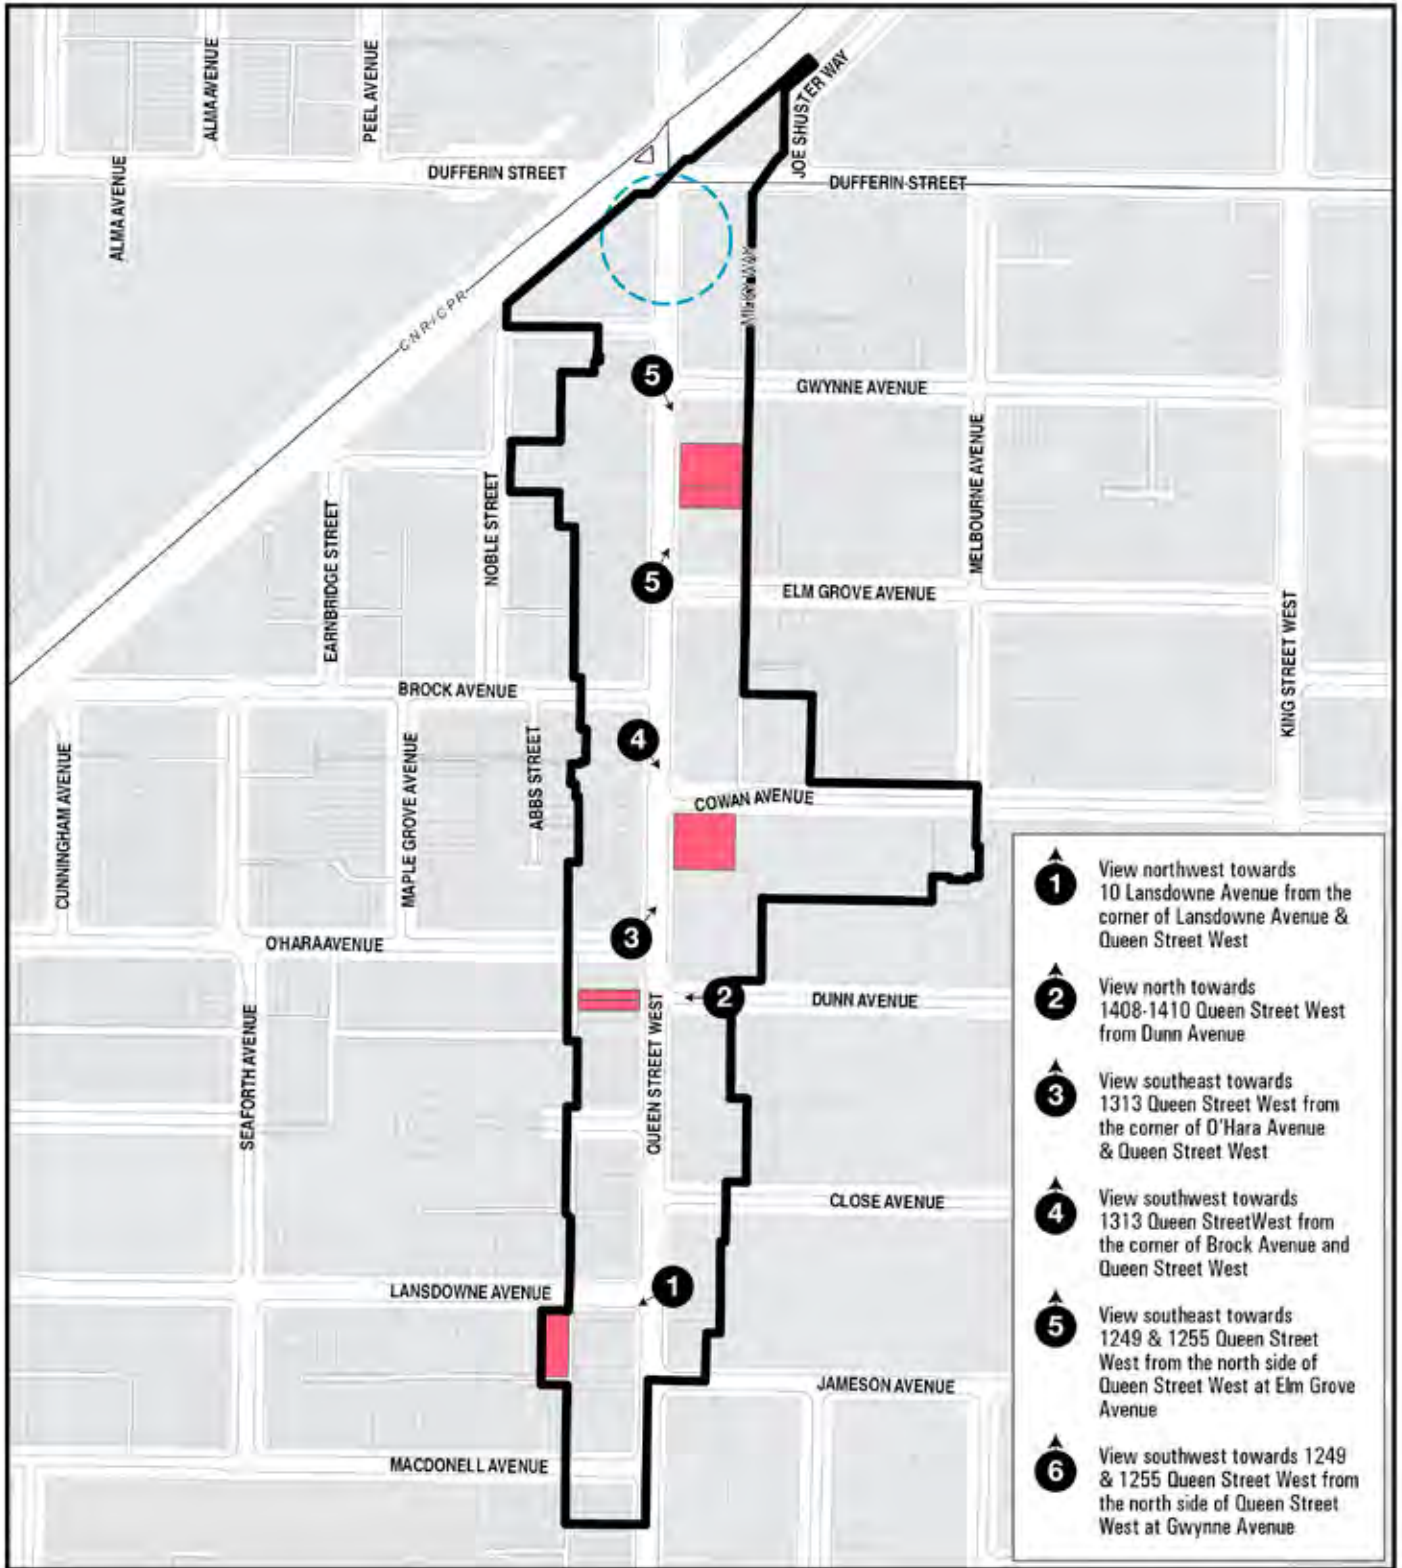 ALMA AVENUE
PEEL AVENUE
JOE SHUSTER WAY
ALMA AVENUE
DUFFERIN STREET
DUFFERIN STREET
CNR/CPR
MILKY WAY
5
GWYNNE AVENUE
MELBOURNE AVENUE
NOBLE STREET
EARNBRIDGE STREET
5
ELM GROVE AVENUE
KING STREET WEST
BROCK AVENUE
CUNNINGHAM AVENUE
MAPLE GROVE AVENUE
ABBS STREET
4
COWAN AVENUE
3
O'HARA AVENUE
2
DUNN AVENUE
QUEEN STREET WEST
SEAFORTH AVENUE
CLOSE AVENUE
LANSDOWNE AVENUE
1
JAMESON AVENUE
MACDONELL AVENUE
1
View northwest towards
10 Lansdowne Avenue from the
corner of Lansdowne Avenue &
Queen Street West
2
View north towards
1408-1410 Queen Street West
from Dunn Avenue
3
View southeast towards
1313 Queen Street West from
the corner of O'Hara Avenue
& Queen Street West
4
View southwest towards
1313 Queen StreetWest from
the corner of Brock Avenue and
Queen Street West
5
View southeast towards
1249 & 1255 Queen Street
West from the north side of
Queen Street West at Elm Grove
Avenue
6
View southwest towards 1249
& 1255 Queen Street West from
the north side of Queen Street
West at Gwynne Avenue